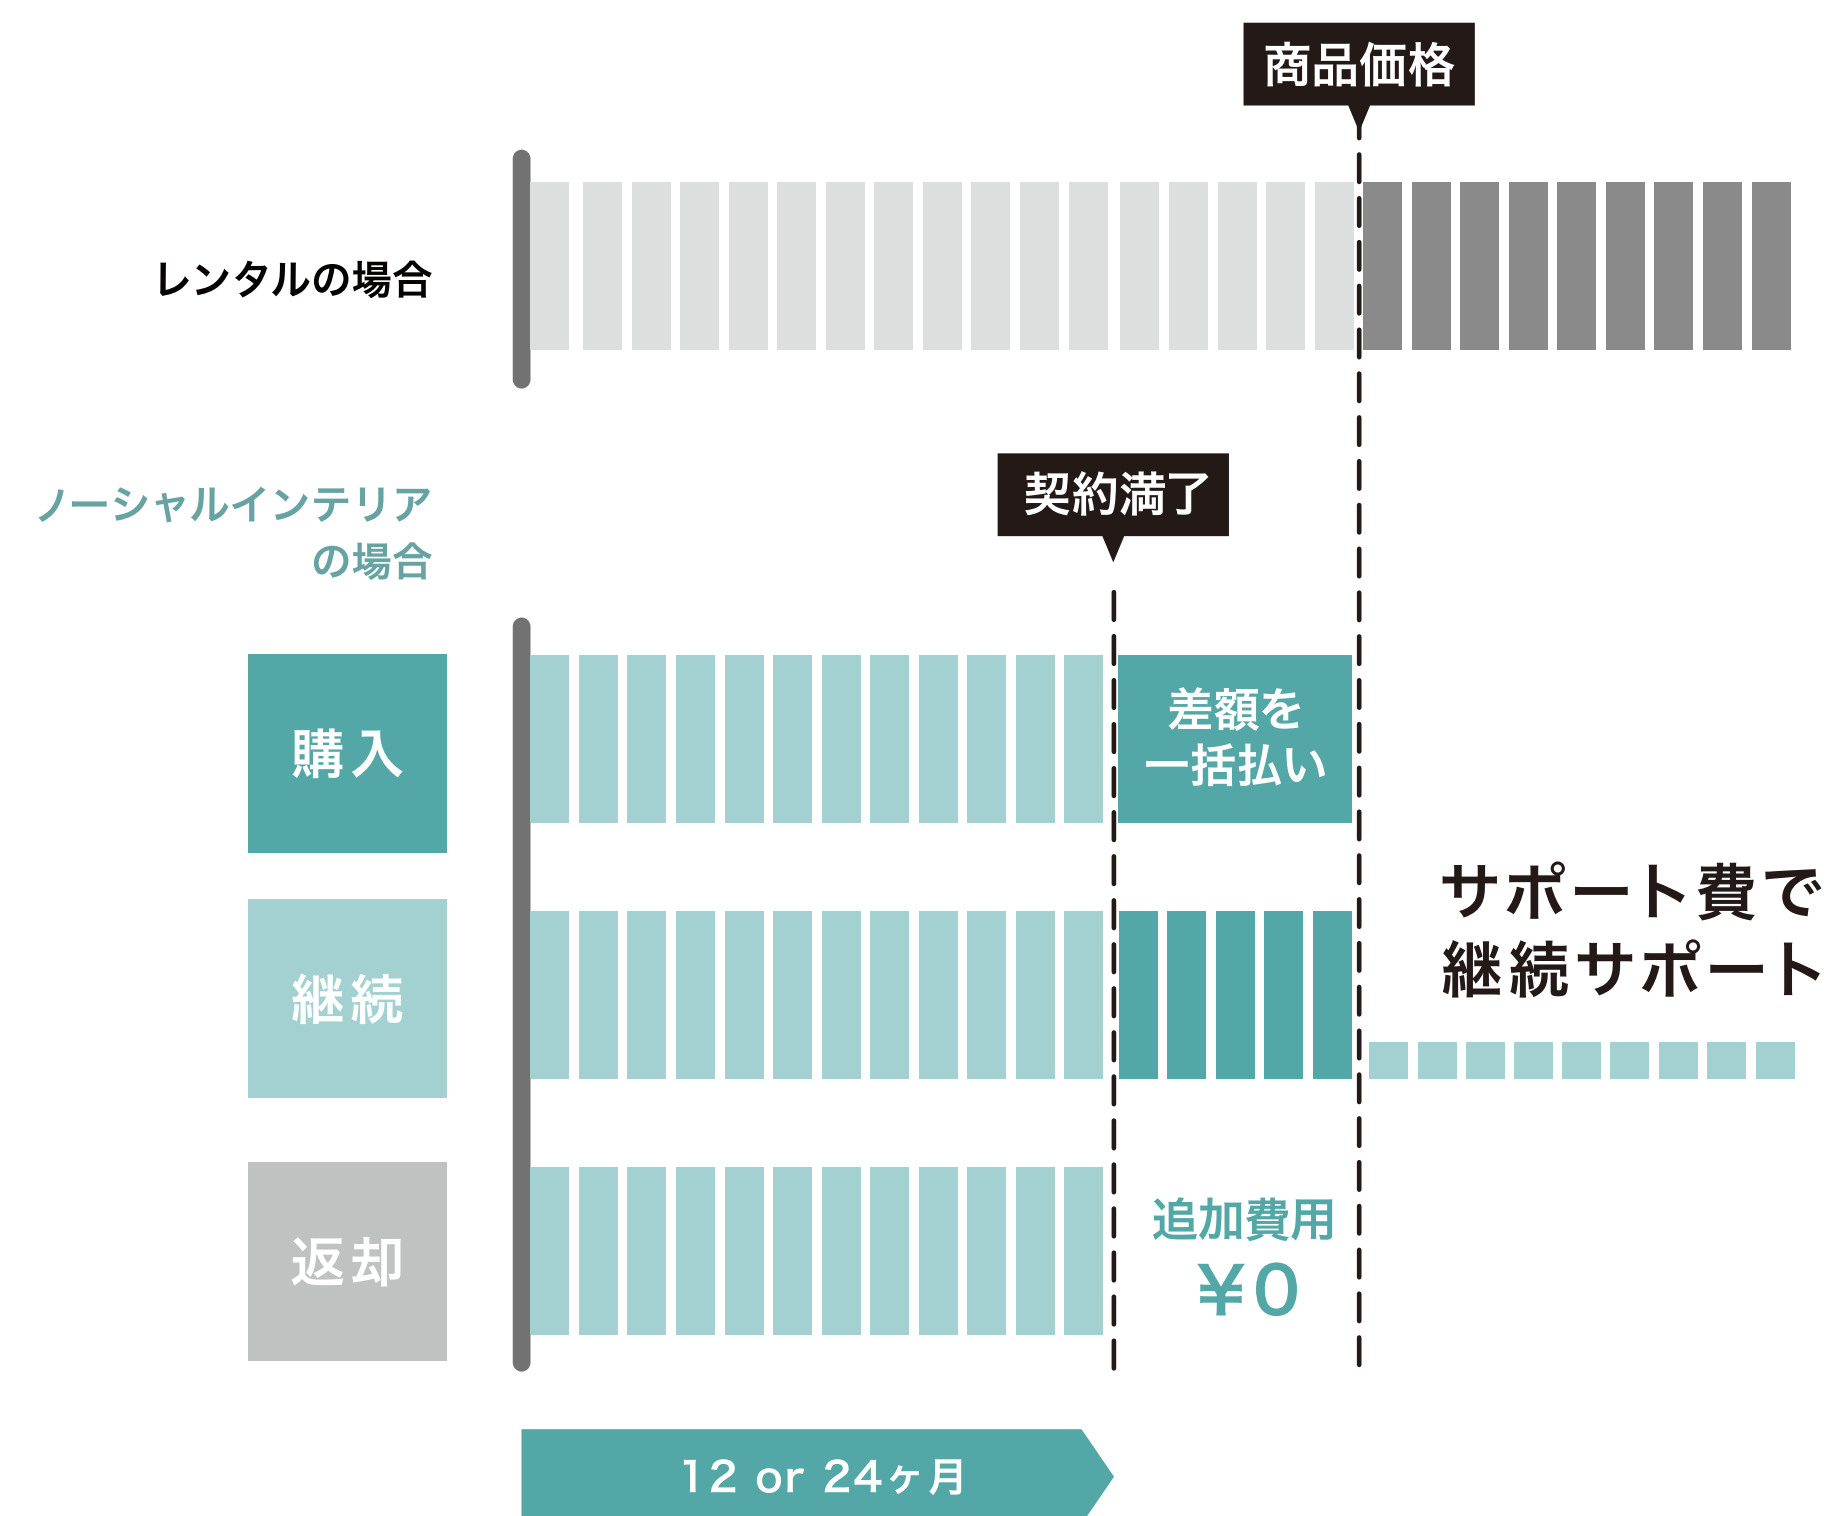 商品価格
レンタルの場合
契約満了
ノーシャルインテリア
の場合
購入
差額を
一括払い
サポート費で
継続サポート
継続
返却
追加費用
¥0
12 or 24ヶ月